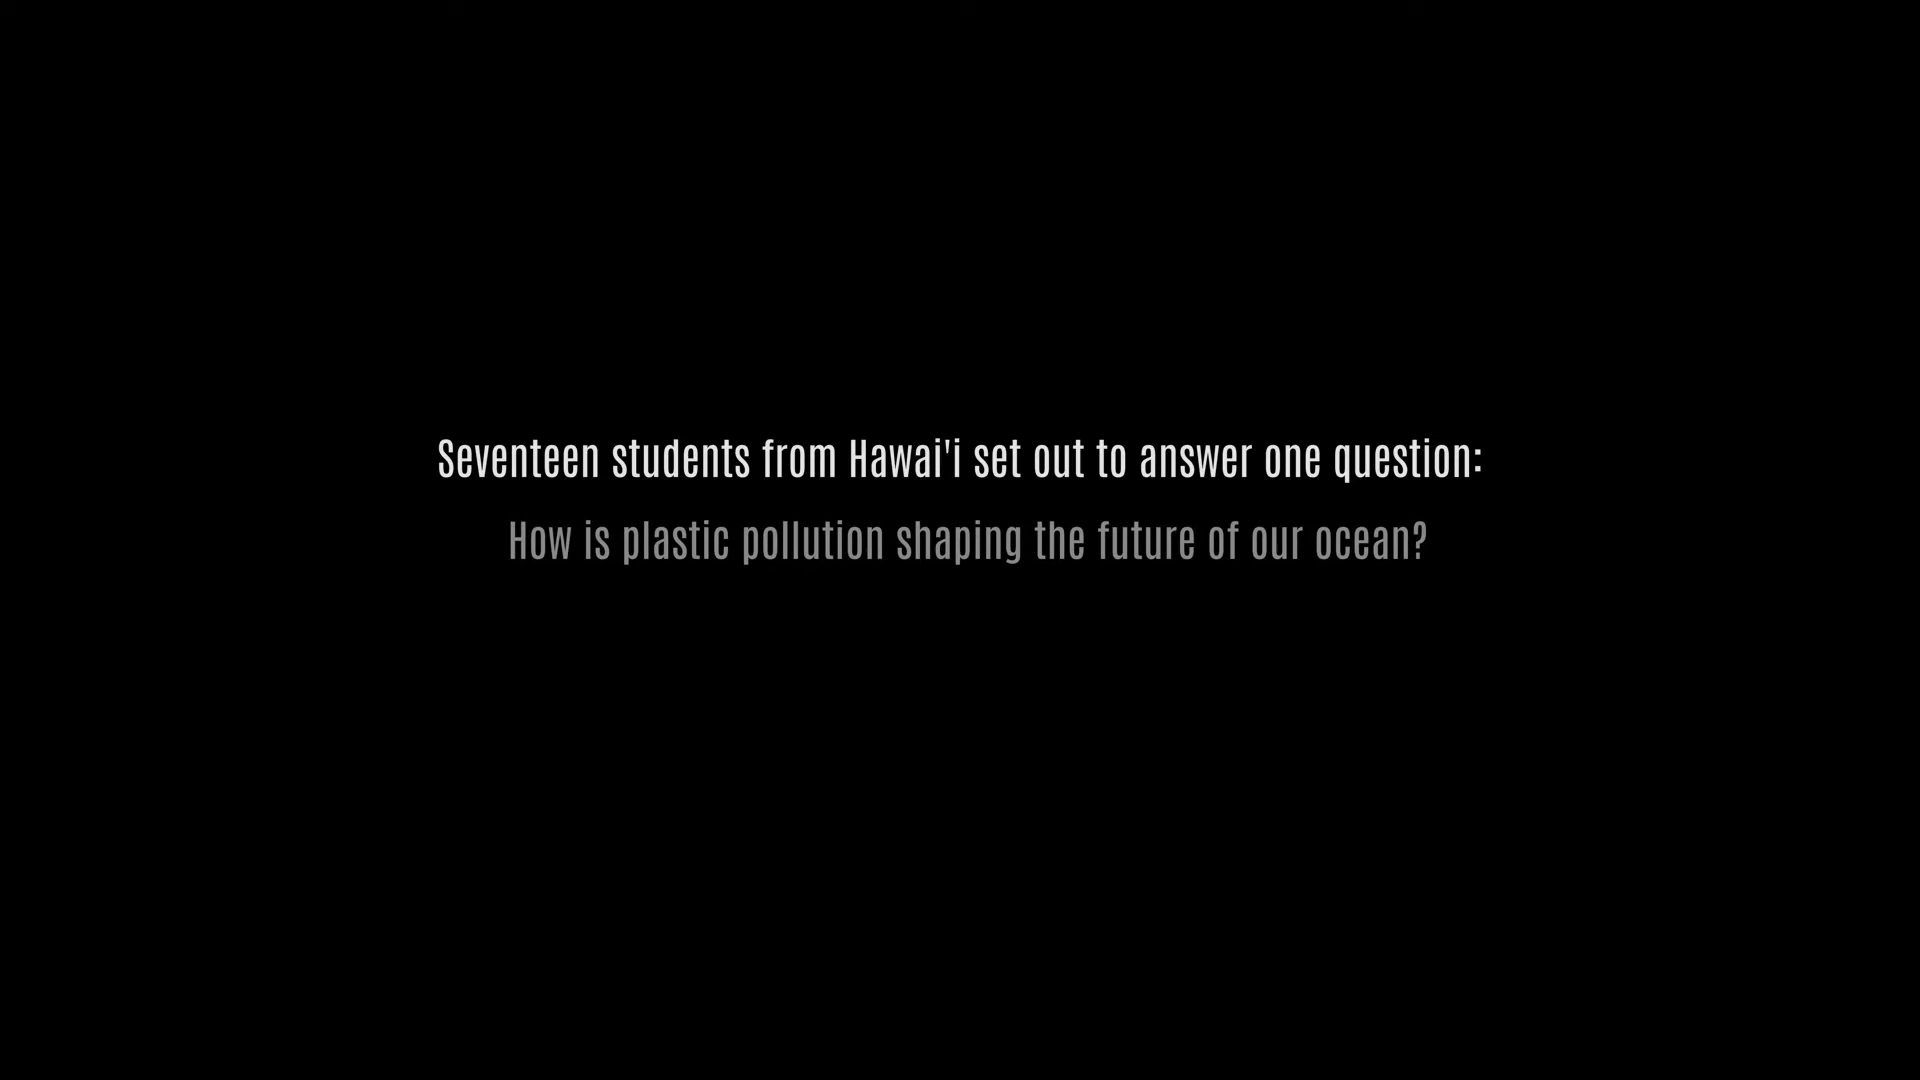 Seventeen students from Hawai'i set out to answer one question:
How is plastic pollution shaping the future of our ocean?